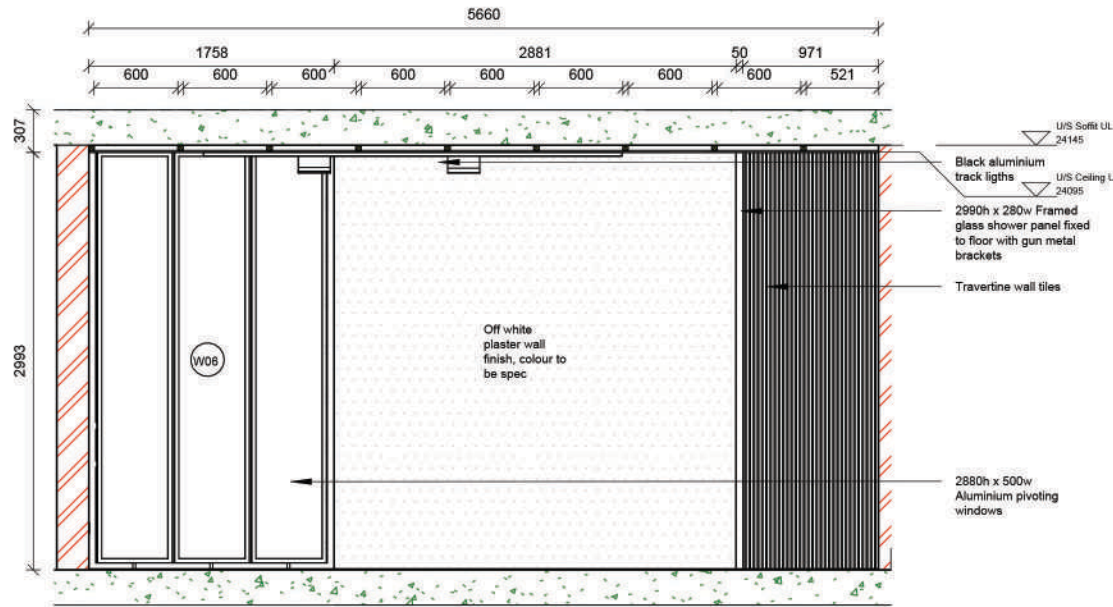 5660
1758
2881
50
971
600
600
600
600
600
600
600
600
521
307
2993
U/S Soffit UL
24145
Black aluminium
track ligths
U/S Ceiling U
24095
2990h x 280w Framed
glass shower panel fixed
to floor with gun metal
brackets
Travertine wall tiles
Off white
plaster wall
finish, colour to
be spec
W06
2880h x 500w
Aluminium pivoting
windows